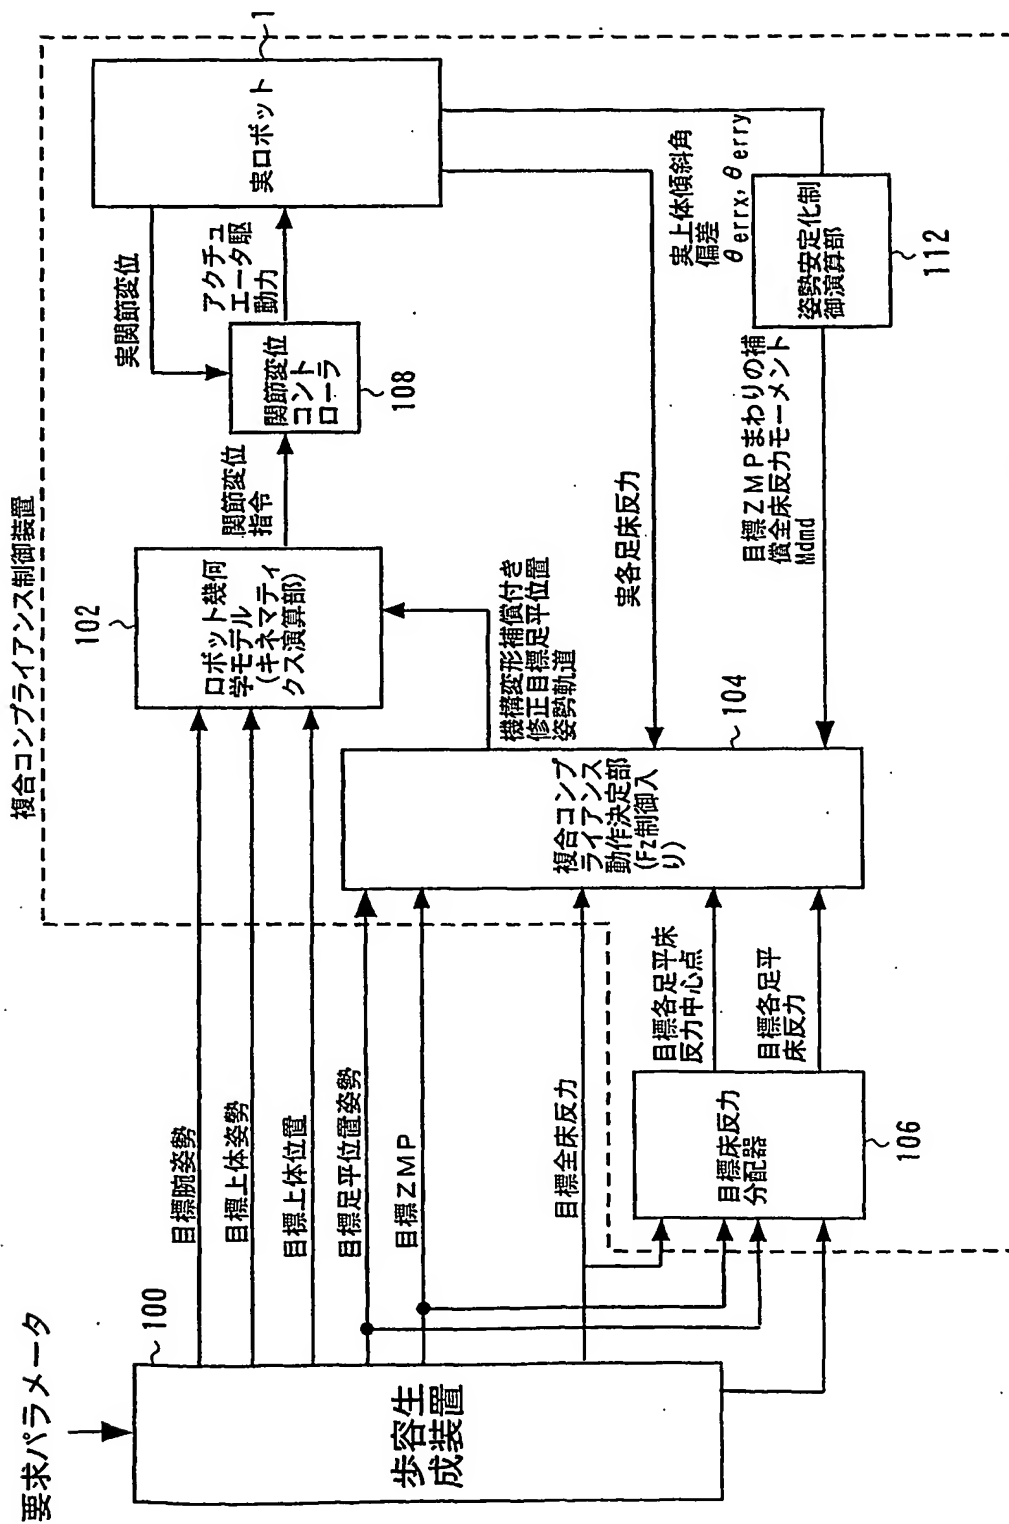 要求パラメータ
100
歩容生
成装置
目標腕姿勢
目標上体姿勢
目標上体位置
目標足平位置姿勢
目標ZMP
目標全床反力
目標床反力
分配器
106
目標各足平床
反力中心点
目標各足平
床反力
複合コンプライアンス制御装置
102
ロボット幾何
学モデル
(キネマティ
クス演算部)
複合コンプ
ライアンス
動作決定部
(Fz制御入
り)
104
機構変形補償付き
修正目標足平位置
姿勢軌道
関節変位
指令
関節変位
コント
ローラ
108
実関節変位
アクチュ
エータ駆
動力
実ロボット
1
実各足床反力
実上体傾斜角
偏差
θerrx, θerry
姿勢安定化制
御演算部
112
目標ZMPまわりの補
償全床反力モーメント
Mdmd